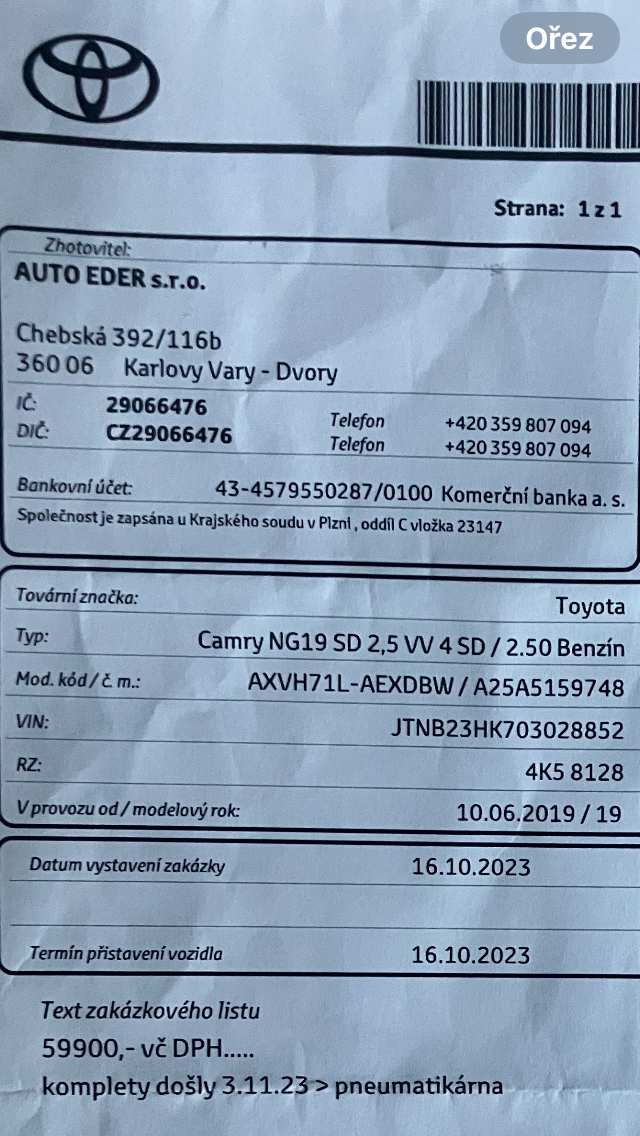 Ořez
Strana: 1 z 1
Zhotovitel:
AUTO EDER s.r.o.
Chebská 392/116b
360 06 Karlovy Vary - Dvory
IČ: 29066476 Telefon +420 359 807 094
DIČ: CZ29066476 Telefon +420 359 807 094
Bankovní účet: 43-4579550287/0100 Komerční banka a. s.
Společnost je zapsána u Krajského soudu v Plzni , oddíl C vložka 23147
Tovární značka: Toyota
Typ: Camry NG19 SD 2,5 VV 4 SD / 2.50 Benzín
Mod. kód / č. m.: AXVH71L-AEXDBW / A25A5159748
VIN: JTNB23HK703028852
RZ: 4K5 8128
V provozu od / modelový rok: 10.06.2019 / 19
Datum vystavení zakázky 16.10.2023
Termín přistavení vozidla 16.10.2023
Text zakázkového listu
59900,- vč DPH.....
komplety došly 3.11.23 > pneumatikárna